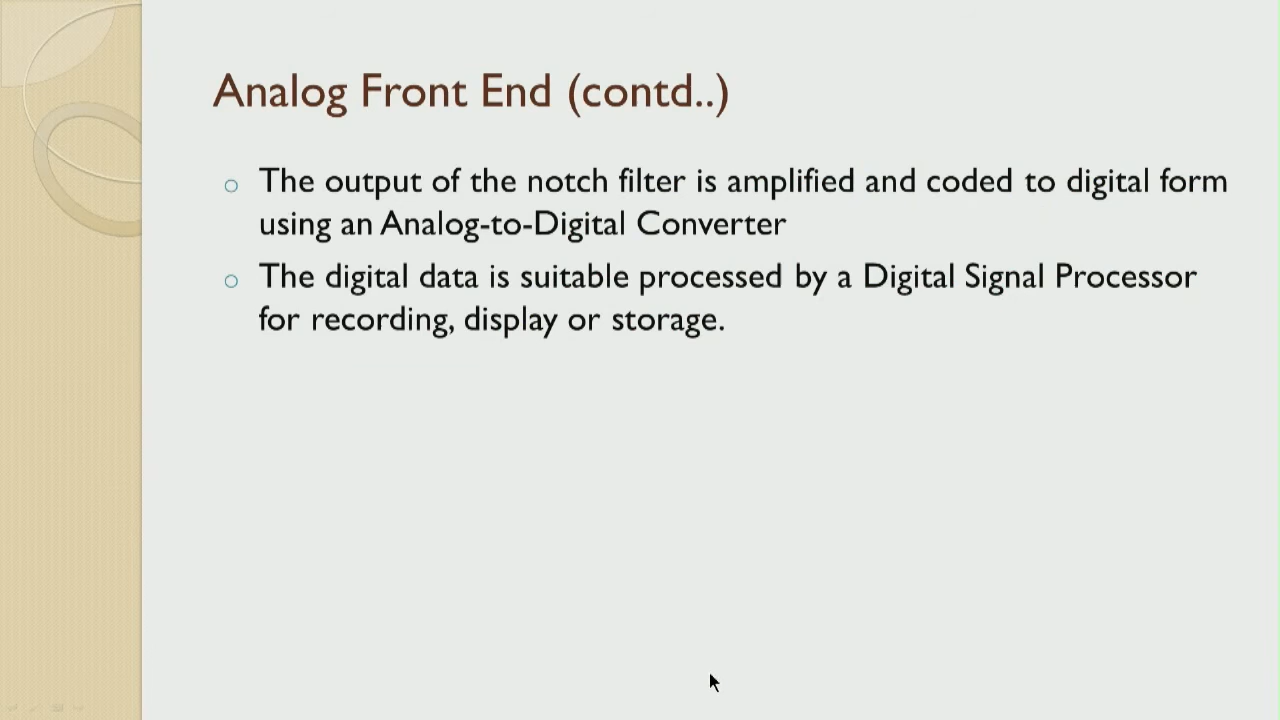 Analog Front End (contd..)
The output of the notch filter is amplified and coded to digital form
using an Analog-to-Digital Converter
The digital data is suitable processed by a Digital Signal Processor
for recording, display or storage.